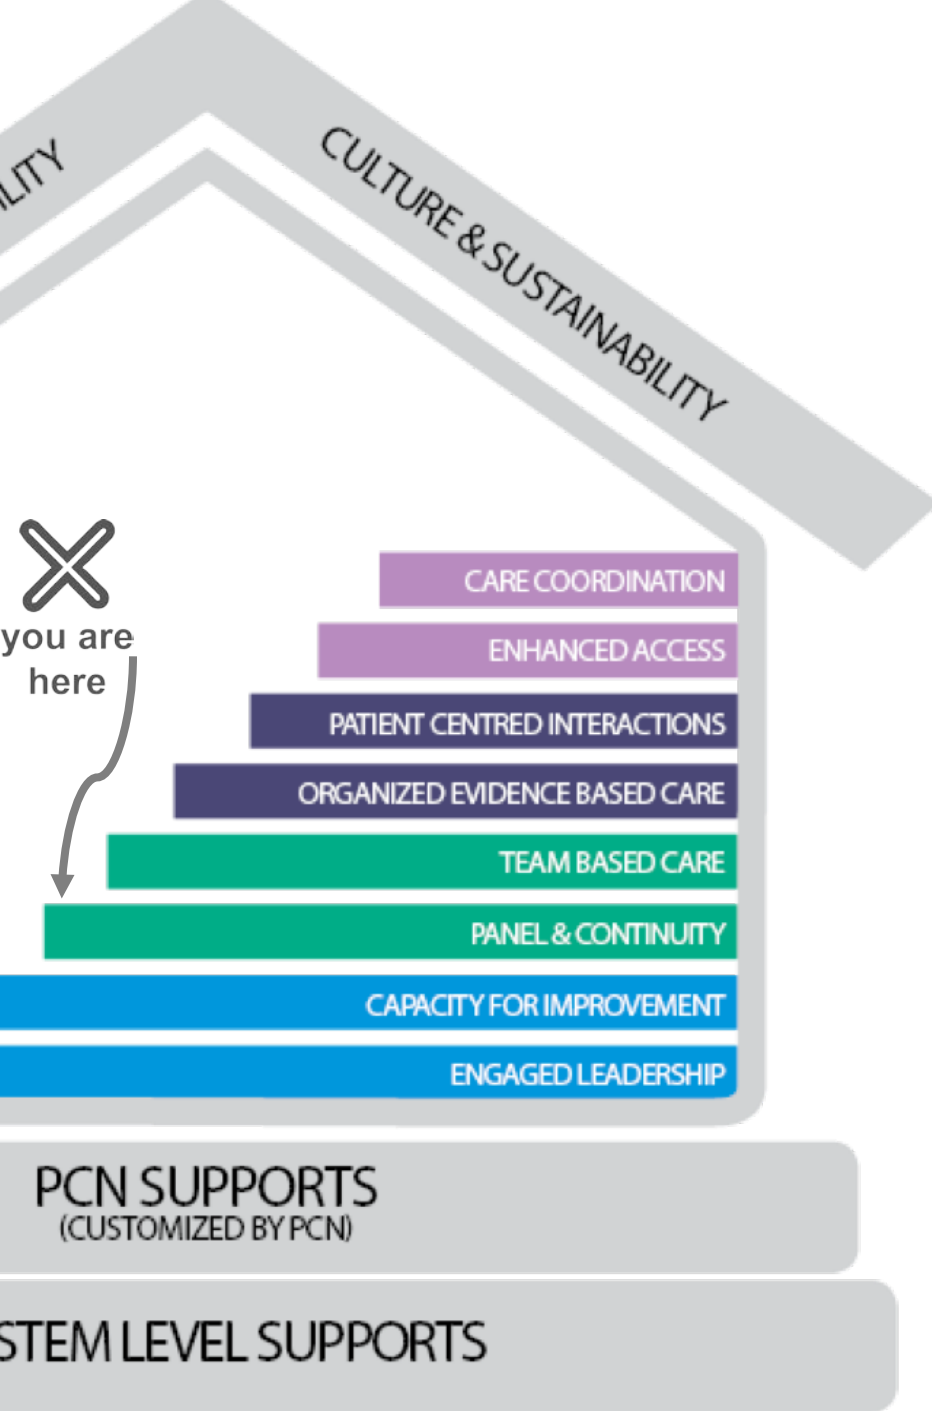 ILITY
CULTURE & SUSTAINABILITY
CARE COORDINATION
you are
here
ENHANCED ACCESS
PATIENT CENTRED INTERACTIONS
ORGANIZED EVIDENCE BASED CARE
TEAM BASED CARE
PANEL & CONTINUITY
CAPACITY FOR IMPROVEMENT
ENGAGED LEADERSHIP
PCN SUPPORTS
(CUSTOMIZED BY PCN)
STEM LEVEL SUPPORTS